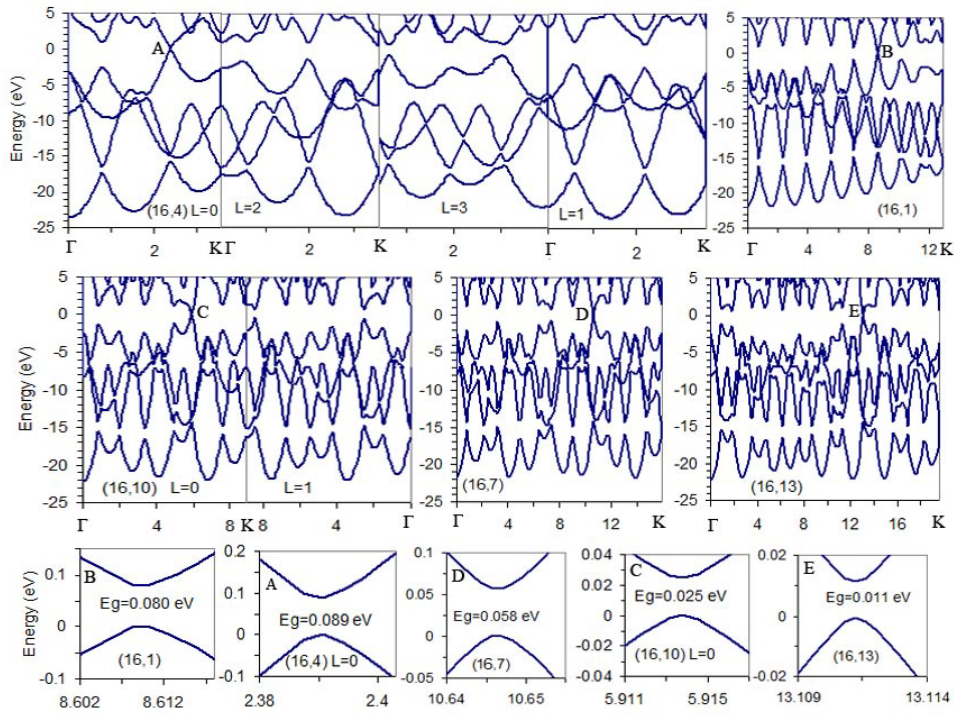 5
0
-5
-10
-15
-20
-25
Energy (eV)
A
(16,4) L=0
L=2
L=3
L=1
Γ 2 K Γ 2 K 2 Γ 2 K
5
0
-5
-10
-15
-20
-25
Energy (eV)
B
(16,1)
Γ 4 8 12 K
5
0
-5
-10
-15
-20
-25
Energy (eV)
C
(16,10) L=0
L=1
Γ 4 8 K 8 4 Γ
5
0
-5
-10
-15
-20
-25
D
(16,7)
Γ 4 8 12 K
5
0
-5
-10
-15
-20
-25
E
(16,13)
Γ 4 8 12 16 K
Energy (eV)
0.1
0
-0.1
B
Eg=0.080 eV
(16,1)
8.602 8.612
0.2
0.1
0
-0.1
A
Eg=0.089 eV
(16,4) L=0
2.38 2.4
0.1
0.05
0
-0.05
D
Eg=0.058 eV
(16,7)
10.64 10.65
0.04
0.02
0
-0.02
-0.04
C
Eg=0.025 eV
(16,10) L=0
5.911 5.915
0.02
0
-0.02
E
Eg=0.011 eV
(16,13)
13.109 13.114